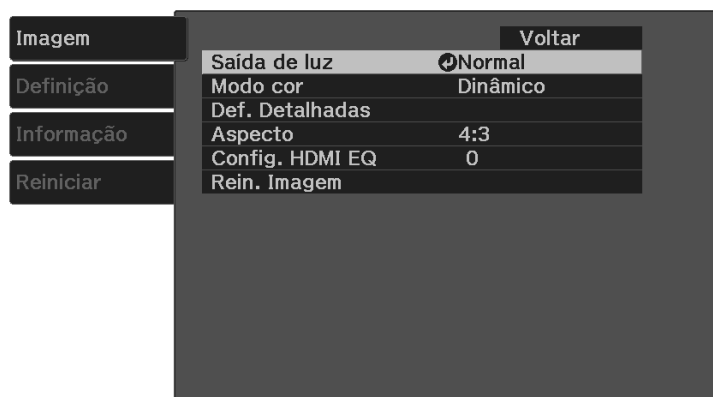 Imagem
Definição
Informação
Reiniciar
Voltar
Saída de luz Normal
Modo cor Dinâmico
Def. Detalhadas
Aspecto 4:3
Config. HDMI EQ 0
Rein. Imagem